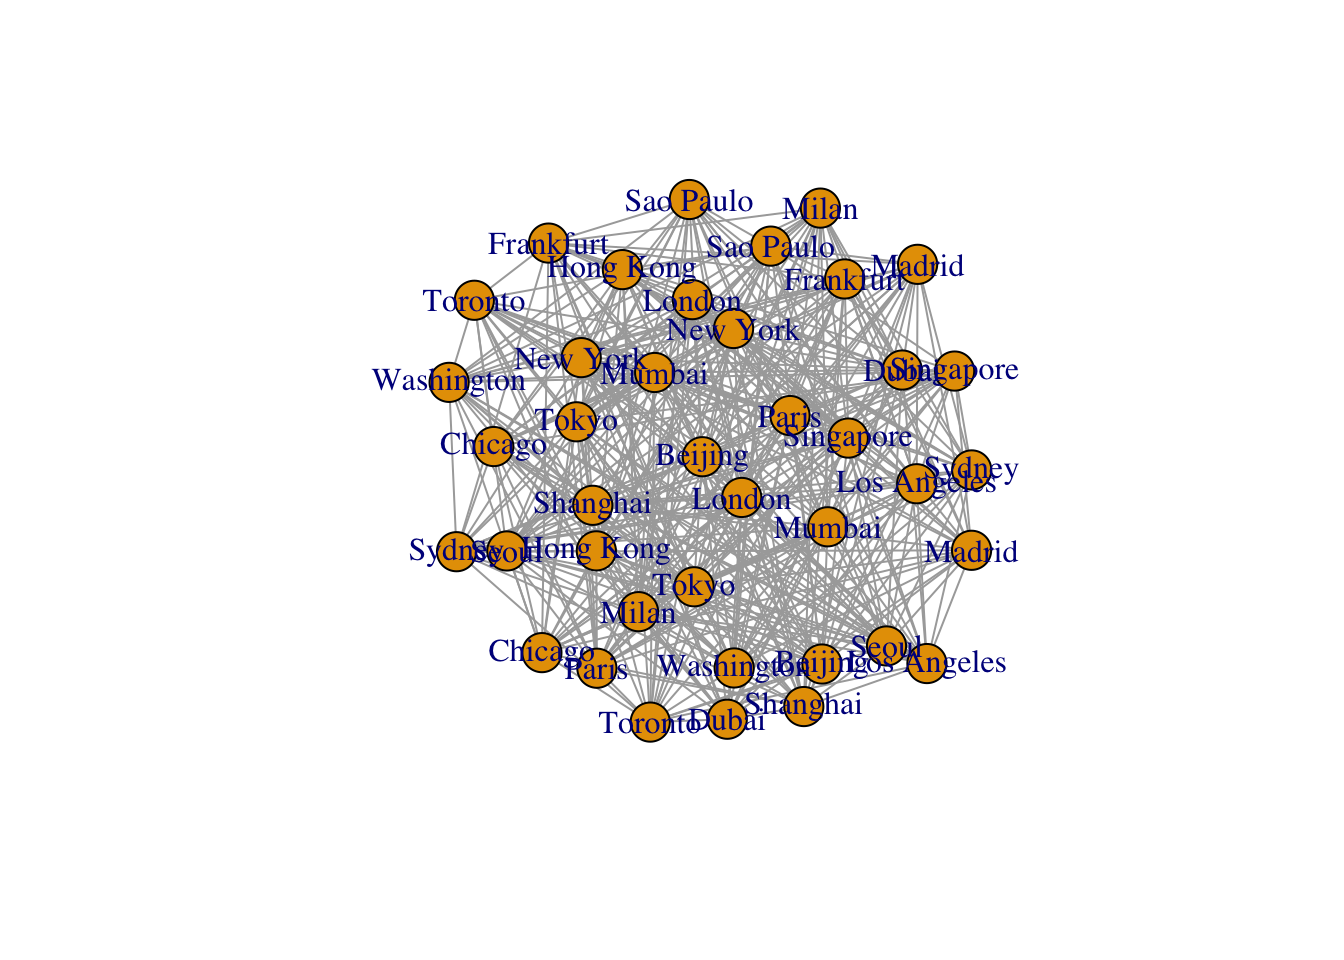 Sao Paulo
Milan
Frankfurt
Sao Paulo
Hong Kong
Madrid
Frankfurt
Toronto
London
New York
New York
Mumbai
Dubai
Singapore
Washington
Tokyo
Paris
Singapore
Chicago
Beijing
Sydney
Los Angeles
Shanghai
London
Mumbai
Sydney
Seoul
Hong Kong
Madrid
Tokyo
Milan
Chicago
Paris
Washington
Beijing
Seoul
Los Angeles
Shanghai
Toronto
Dubai